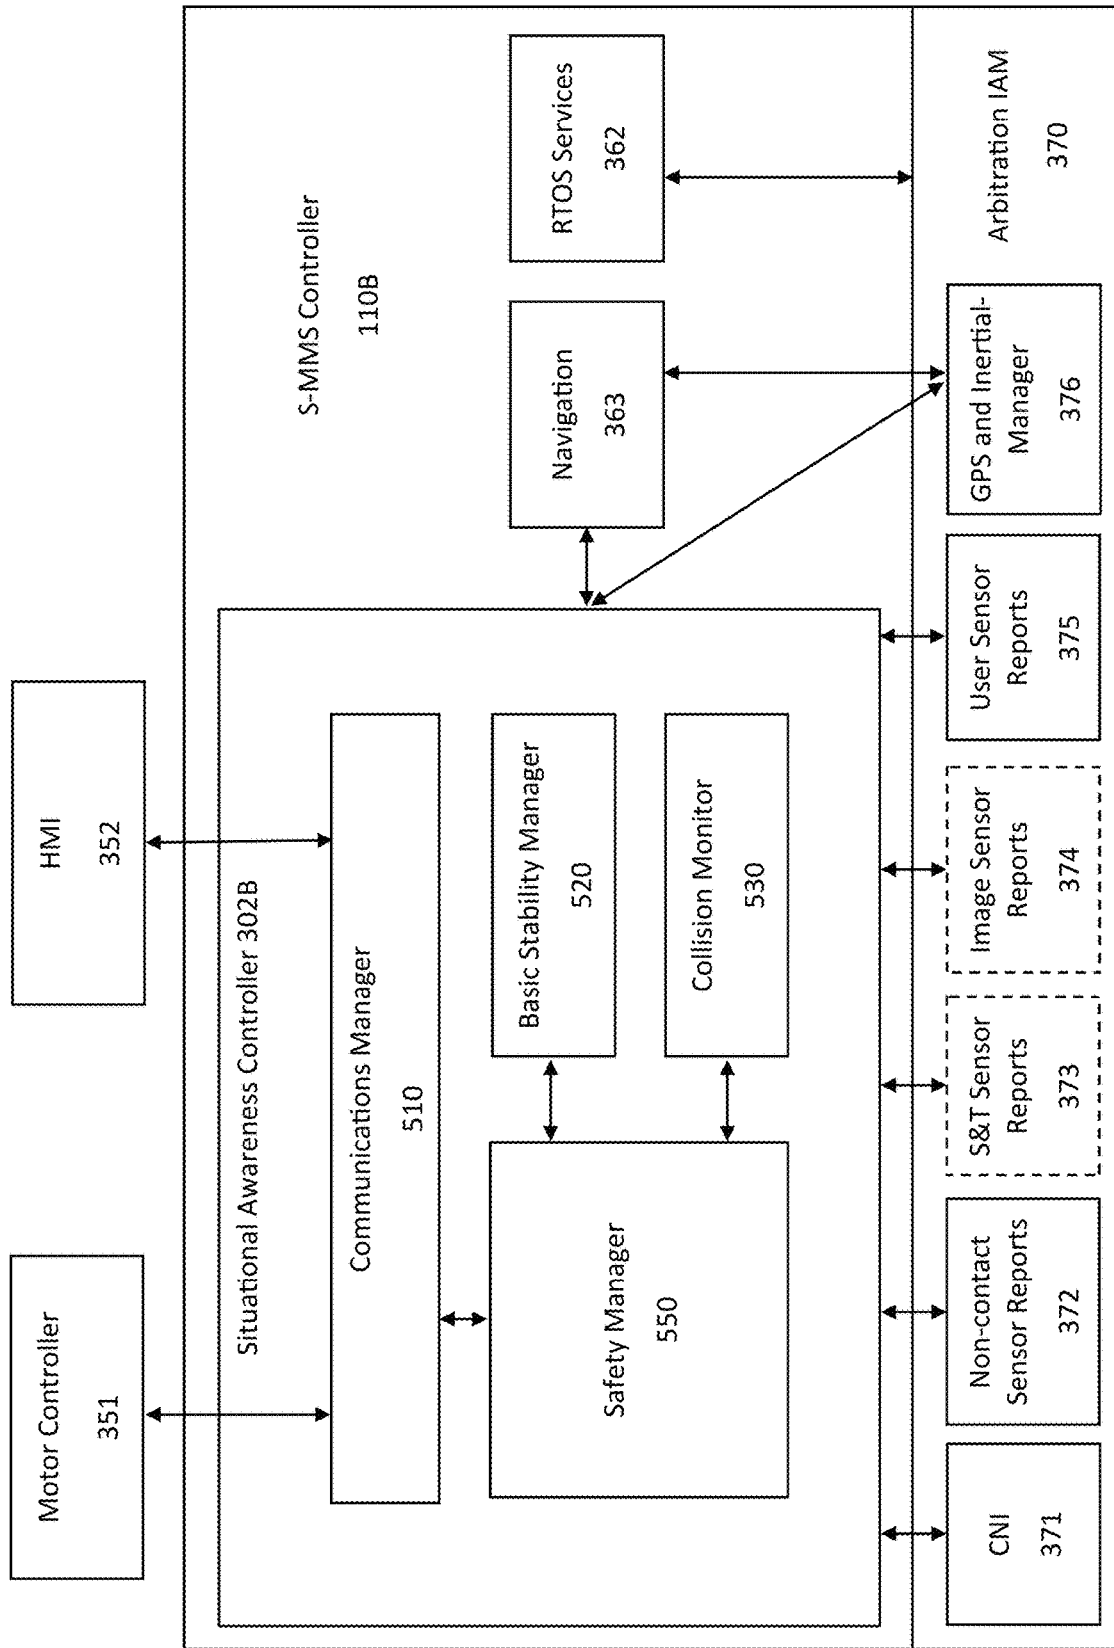 Motor Controller
351
HMI
352
S-MMS Controller
110B
Situational Awareness Controller 302B
Communications Manager
510
Safety Manager
550
Basic Stability Manager
520
Collision Monitor
530
Navigation
363
RTOS Services
362
CNI
371
Non-contact
Sensor Reports
372
S&T Sensor
Reports
373
Image Sensor
Reports
374
User Sensor
Reports
375
GPS and Inertial-
Manager
376
Arbitration IAM
370